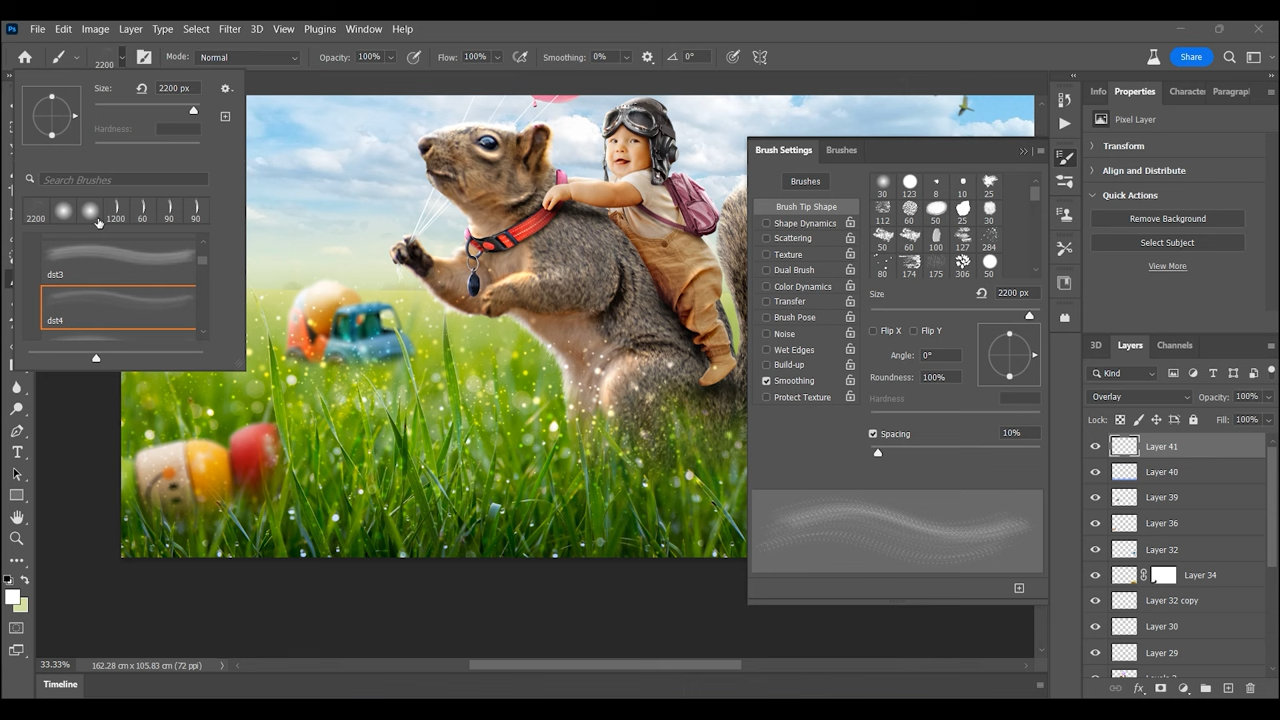 Ps File Edit Image Layer Type Select Filter 3D View Plugins Window Help
2200 Mode: Normal Opacity: 100% Flow: 100% Smoothing: 0% 0° Share
Size: 2200 px
Hardness:
Search Brushes
2200 1200 60 90 90
dst3
dst4
Brush Settings Brushes
Brushes
Brush Tip Shape
Shape Dynamics
Scattering
Texture
Dual Brush
Color Dynamics
Transfer
Brush Pose
Noise
Wet Edges
Build-up
Smoothing
Protect Texture
30 123 8 10 25
112 60 50 25 30
50 60 100 127 284
80 174 175 306 50
Size 2200 px
Flip X Flip Y
Angle: 0°
Roundness: 100%
Hardness
Spacing 10%
Info Properties Characte Paragrap
Pixel Layer
Transform
Align and Distribute
Quick Actions
Remove Background
Select Subject
View More
3D Layers Channels
Kind
Overlay Opacity: 100%
Lock: Fill: 100%
Layer 41
Layer 40
Layer 39
Layer 36
Layer 32
Layer 34
Layer 32 copy
Layer 30
Layer 29
fx
33.33% 162.28 cm x 105.83 cm (72 ppi)
Timeline